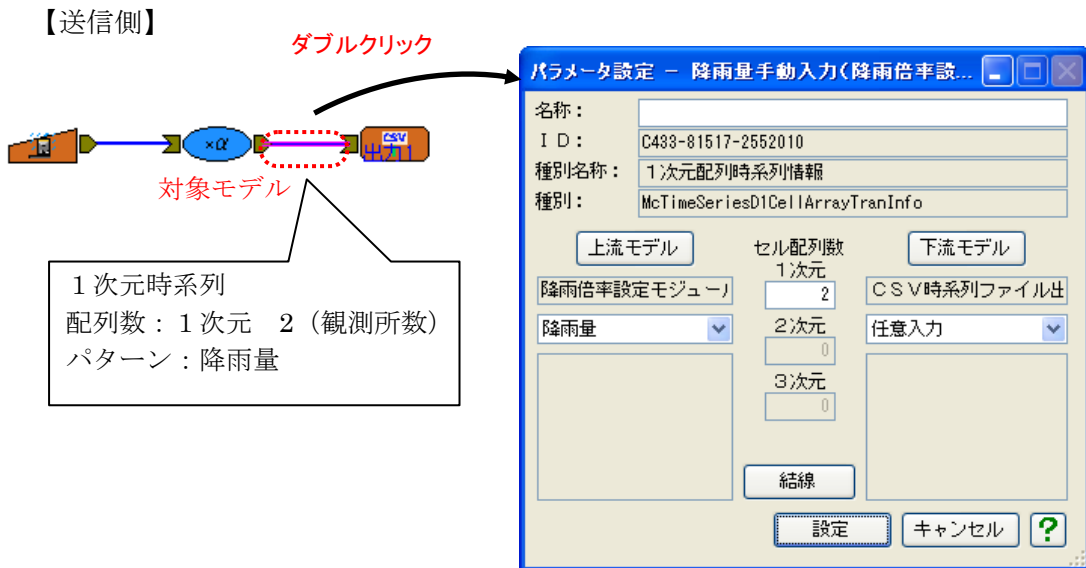 【送信側】
ダブルクリック
×α
CSV
出力1
対象モデル
1次元時系列
配列数:1次元 2(観測所数)
パターン:降雨量
パラメータ設定 - 降雨量手動入力(降雨倍率設...
名称:
ID: C433-81517-2552010
種別名称: 1次元配列時系列情報
種別: McTimeSeriesD1CellArrayTranInfo
上流モデル セル配列数 下流モデル
1次元
降雨倍率設定モジュール 2 CSV時系列ファイル出
降雨量 2次元 任意入力
0
3次元
0
結線
設定 キャンセル ?